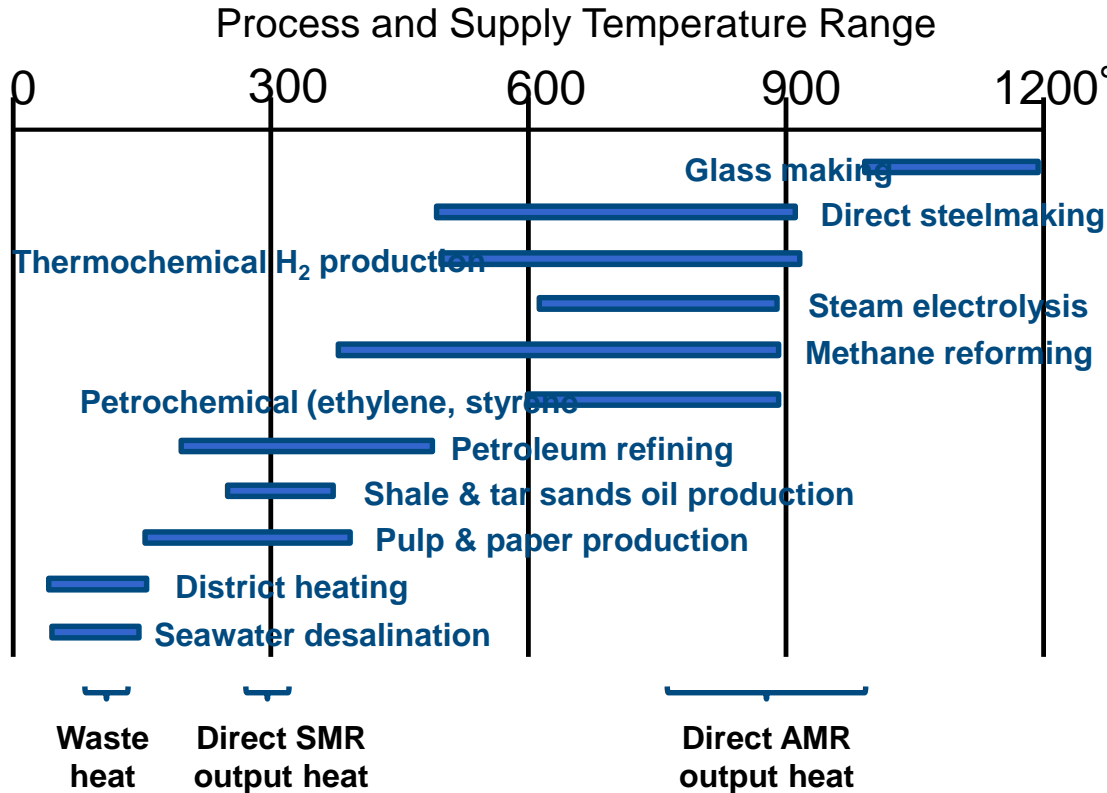 Process and Supply Temperature Range
0 300 600 900 1200°
Glass making
Direct steelmaking
Thermochemical H₂ production
Steam electrolysis
Methane reforming
Petrochemical (ethylene, styrene
Petroleum refining
Shale & tar sands oil production
Pulp & paper production
District heating
Seawater desalination
Waste
heat
Direct SMR
output heat
Direct AMR
output heat